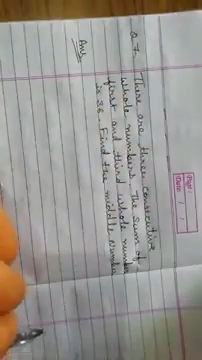 Page:
Date: / /
Q.7. There are three consecutive
whole numbers. The sum of
first and third whole number
is 36. Find the middle number
Ans